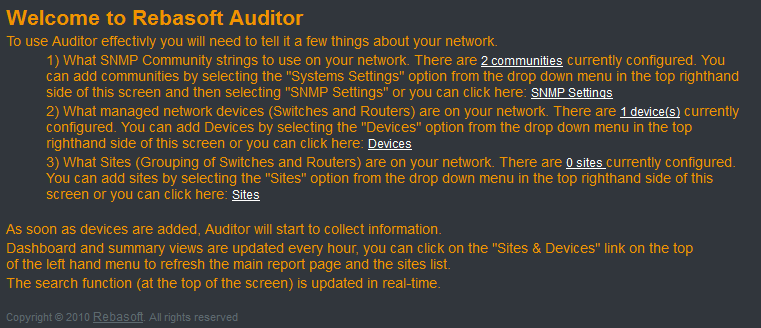 Welcome to Rebasoft Auditor
To use Auditor effectivly you will need to tell it a few things about your network.
1) What SNMP Community strings to use on your network. There are 2 communities currently configured. You
can add communities by selecting the "Systems Settings" option from the drop down menu in the top righthand
side of this screen and then selecting "SNMP Settings" or you can click here: SNMP Settings
2) What managed network devices (Switches and Routers) are on your network. There are 1 device(s) currently
configured. You can add Devices by selecting the "Devices" option from the drop down menu in the top
righthand side of this screen or you can click here: Devices
3) What Sites (Grouping of Switches and Routers) are on your network. There are 0 sites currently configured.
You can add sites by selecting the "Sites" option from the drop down menu in the top righthand side of this
screen or you can click here: Sites
As soon as devices are added, Auditor will start to collect information.
Dashboard and summary views are updated every hour, you can click on the "Sites & Devices" link on the top
of the left hand menu to refresh the main report page and the sites list.
The search function (at the top of the screen) is updated in real-time.
Copyright © 2010 Rebasoft. All rights reserved